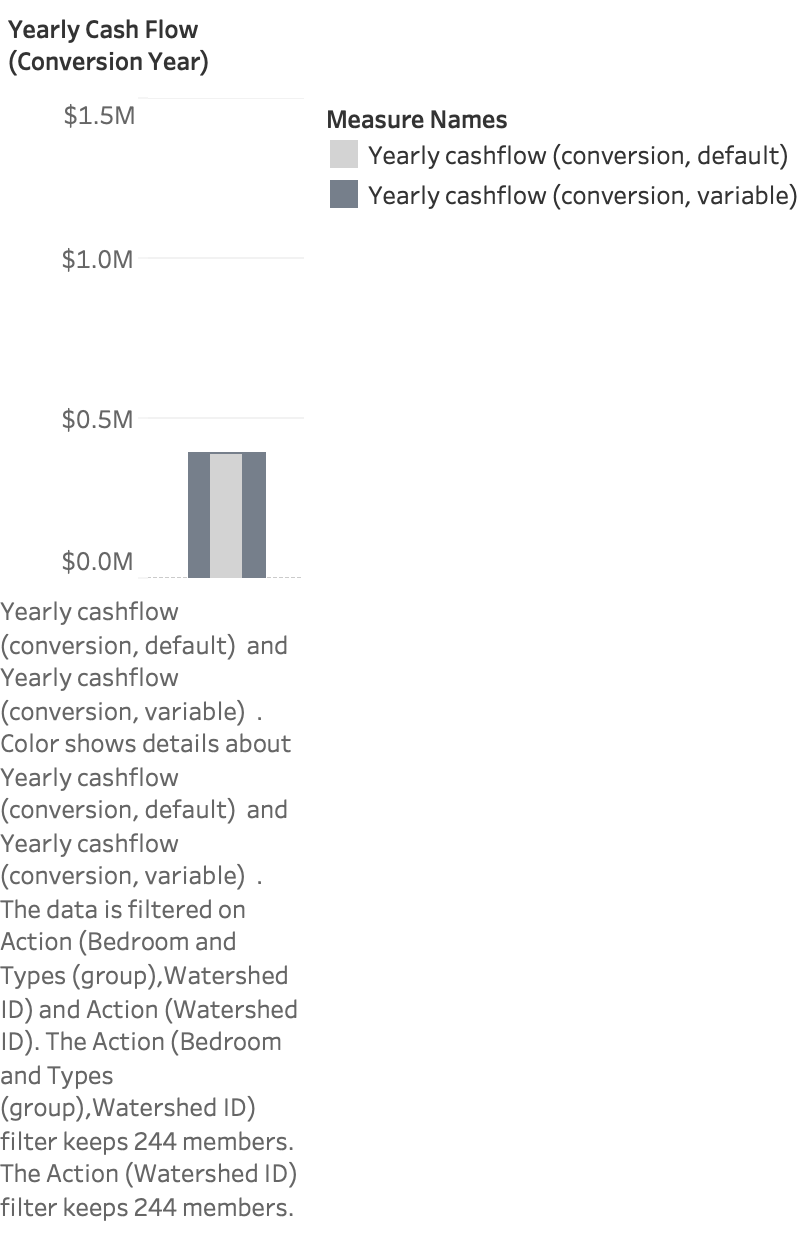 Yearly Cash Flow
(Conversion Year)
$1.5M
$1.0M
$0.5M
$0.0M
Measure Names
Yearly cashflow (conversion, default)
Yearly cashflow (conversion, variable)
Yearly cashflow
(conversion, default)  and
Yearly cashflow
(conversion, variable)  .
Color shows details about
Yearly cashflow
(conversion, default)  and
Yearly cashflow
(conversion, variable)  .
The data is filtered on
Action (Bedroom and
Types (group),Watershed
ID) and Action (Watershed
ID). The Action (Bedroom
and Types
(group),Watershed ID)
filter keeps 244 members.
The Action (Watershed ID)
filter keeps 244 members.